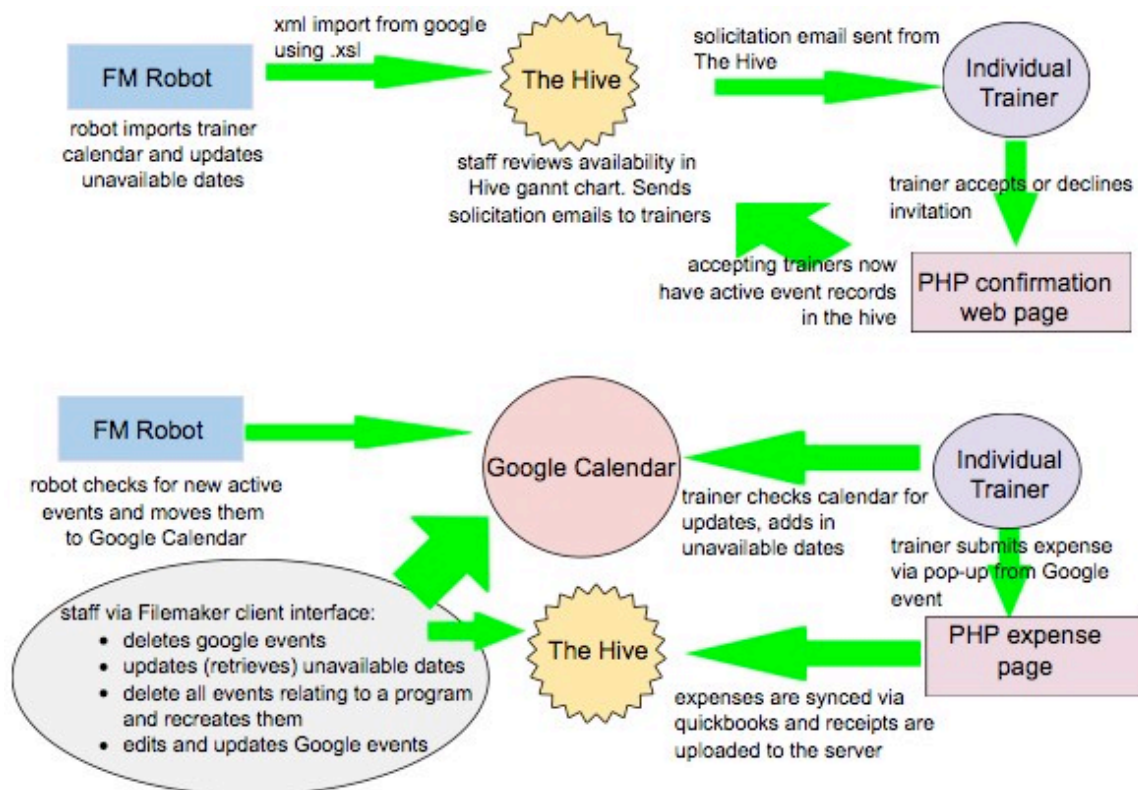 xml import from google
using .xsl
FM Robot
robot imports trainer
calendar and updates
unavailable dates
The Hive
staff reviews availability in
Hive gannt chart. Sends
solicitation emails to trainers
solicitation email sent from
The Hive
Individual
Trainer
trainer accepts or declines
invitation
PHP confirmation
web page
accepting trainers now
have active event records
in the hive
FM Robot
robot checks for new active
events and moves them
to Google Calendar
Google Calendar
Individual
Trainer
trainer checks calendar for
updates, adds in
unavailable dates
trainer submits expense
via pop-up from Google
event
PHP expense
page
staff via Filemaker client interface:
• deletes google events
• updates (retrieves) unavailable dates
• delete all events relating to a program
and recreates them
• edits and updates Google events
The Hive
expenses are synced via
quickbooks and receipts are
uploaded to the server